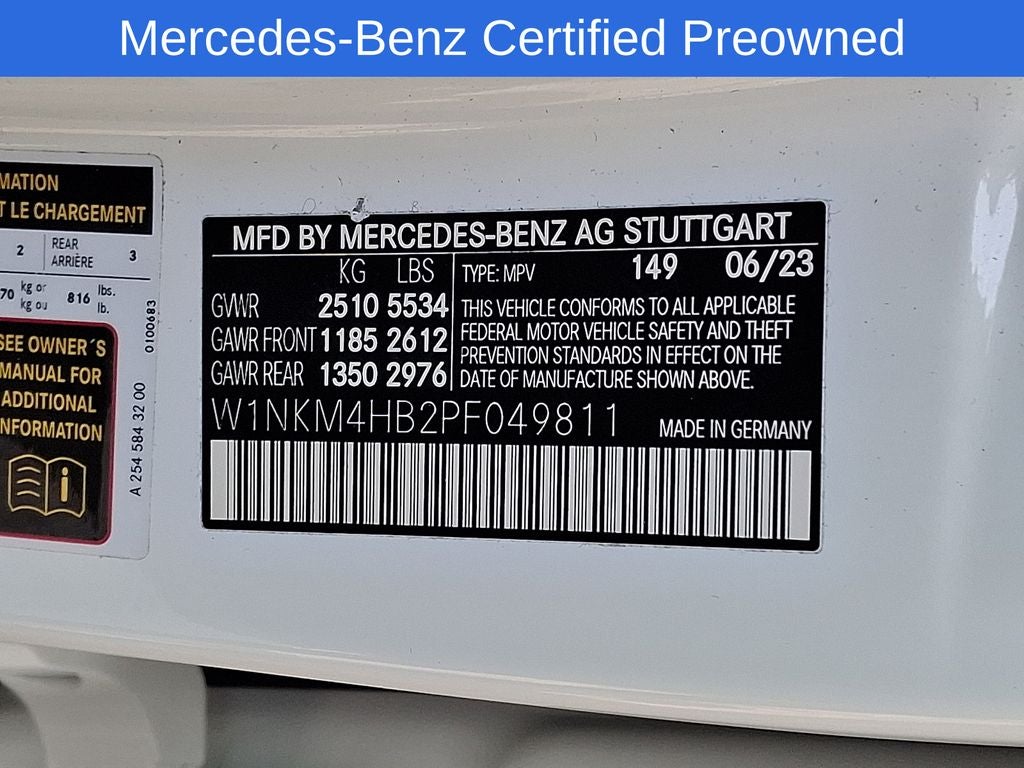 Mercedes-Benz Certified Preowned
MATION
T LE CHARGEMENT
2 REAR ARRIÈRE 3
70 kg or kg ou 816 lbs. lb.
SEE OWNER´S
MANUAL FOR
ADDITIONAL
NFORMATION
A 254 584 32 00
0100683
MFD BY MERCEDES-BENZ AG STUTTGART
KG LBS
GVWR 2510 5534
GAWR FRONT 1185 2612
GAWR REAR 1350 2976
TYPE: MPV 149 06/23
THIS VEHICLE CONFORMS TO ALL APPLICABLE
FEDERAL MOTOR VEHICLE SAFETY AND THEFT
PREVENTION STANDARDS IN EFFECT ON THE
DATE OF MANUFACTURE SHOWN ABOVE.
W1NKM4HB2PF049811
MADE IN GERMANY